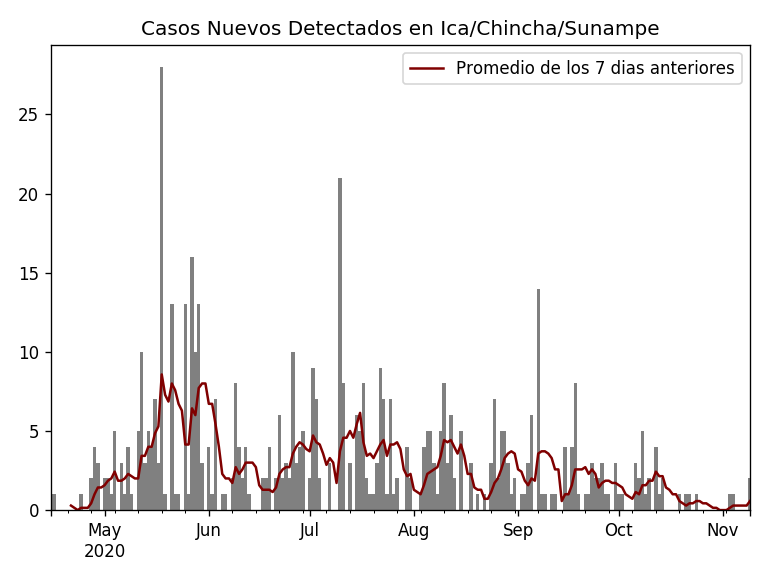 Casos Nuevos Detectados en Ica/Chincha/Sunampe
Promedio de los 7 dias anteriores
25
20
15
10
5
0
May Jun Jul Aug Sep Oct Nov
2020